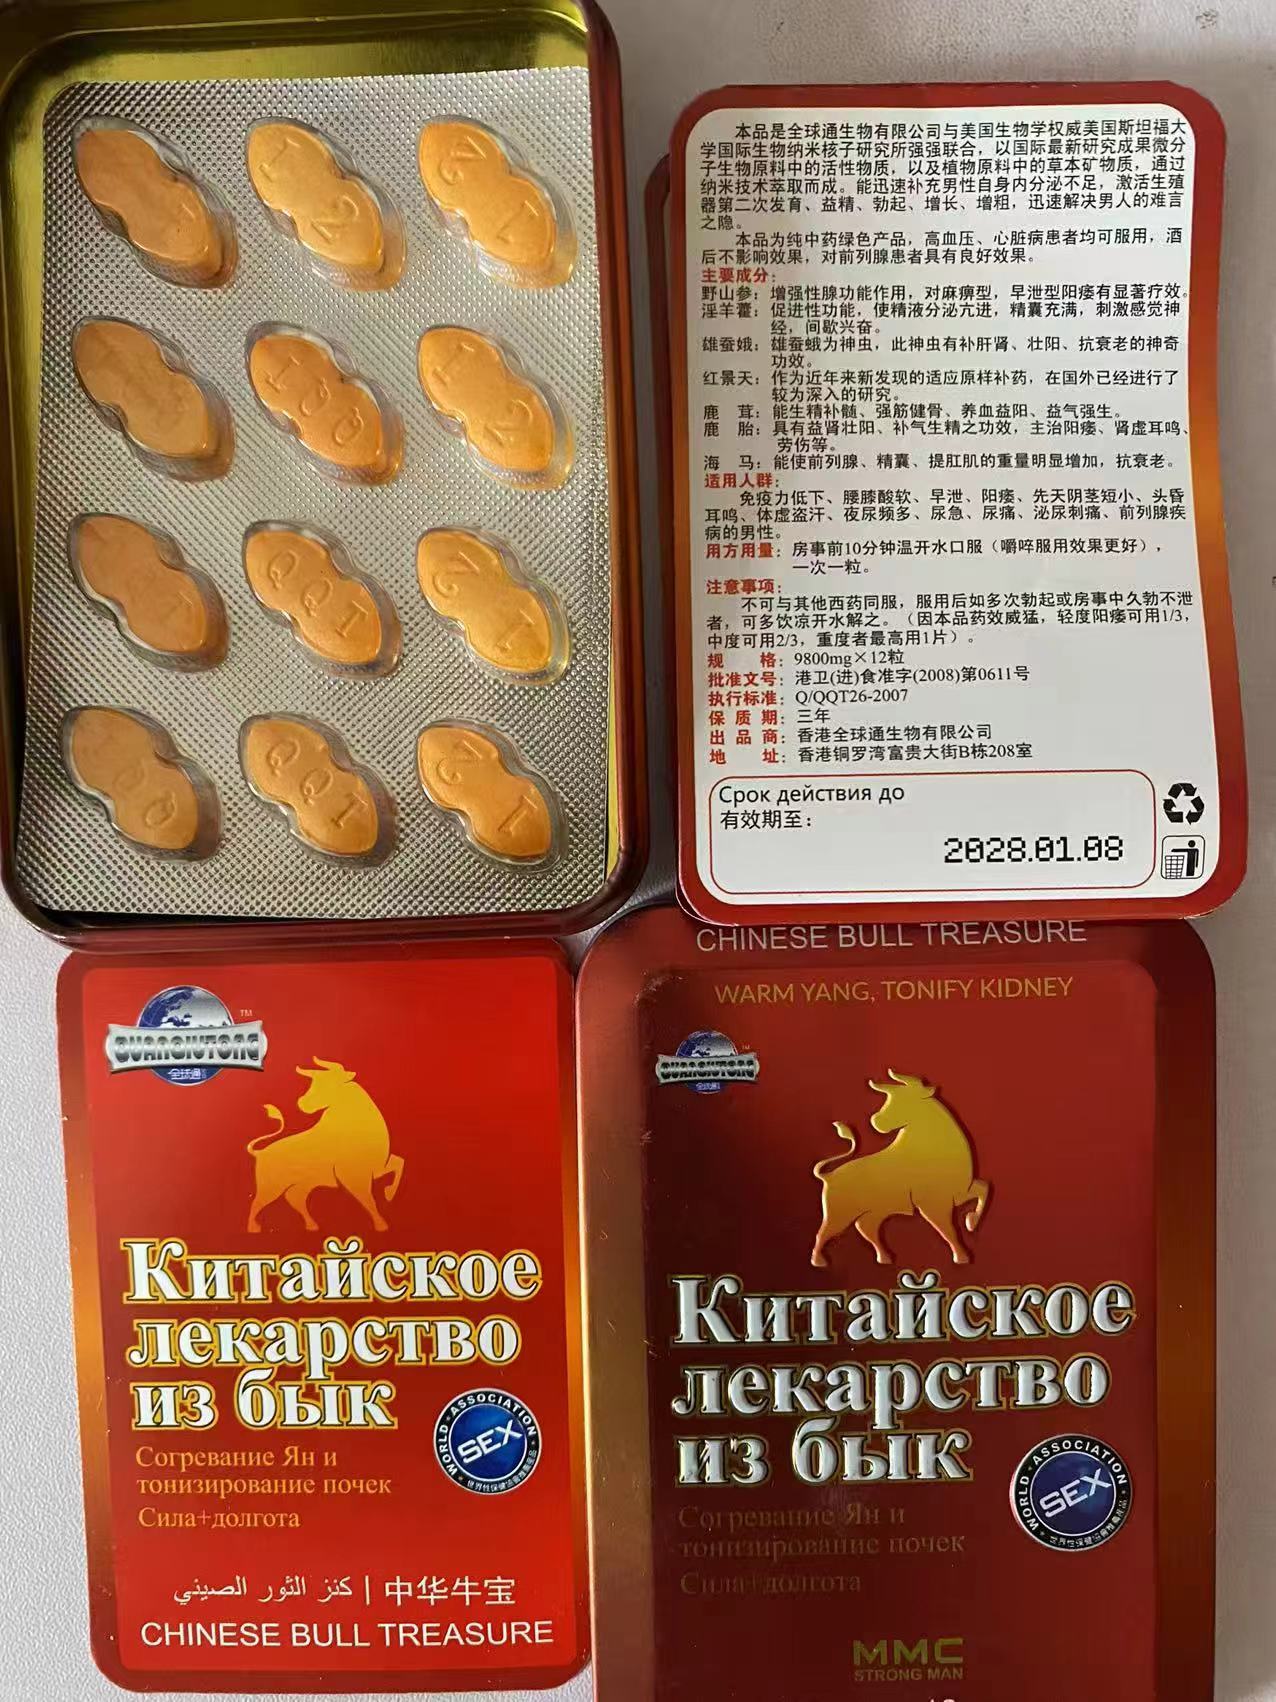 本品是全球通生物有限公司与美国生物学权威美国斯坦福大
学国际生物纳米核子研究所强强联合，以国际最新研究成果微分
子生物原料中的活性物质，以及植物原料中的草本矿物质，通过
纳米技术萃取而成。能迅速补充男性自身内分泌不足，激活生殖
器第二次发育、益精、勃起、增长、增粗，迅速解决男人的难言
之隐。
本品为纯中药绿色产品，高血压、心脏病患者均可服用，酒
后不影响效果，对前列腺患者具有良好效果。
主要成分：
野山参：增强性腺功能作用，对麻痹型，早泄型阳痿有显著疗效。
淫羊藿：促进性功能，使精液分泌亢进，精囊充满，刺激感觉神
经，间歇兴奋。
雄蚕娥：雄蚕蛾为神虫，此神虫有补肝肾、壮阳、抗衰老的神奇
功效。
红景天：作为近年来新发现的适应原样补药，在国外已经进行了
较为深入的研究。
鹿 茸：能生精补髓、强筋健骨、养血益阳、益气强生。
鹿 胎：具有益肾壮阳、补气生精之功效，主治阳痿、肾虚耳鸣、
劳伤等。
海 马：能使前列腺、精囊、提肛肌的重量明显增加，抗衰老。
适用人群：
免疫力低下、腰膝酸软、早泄、阳痿、先天阴茎短小、头昏
耳鸣、体虚盗汗、夜尿频多、尿急、尿痛、泌尿刺痛、前列腺疾
病的男性。
用方用量：房事前10分钟温开水口服（嚼啐服用效果更好），
一次一粒。
注意事项：
不可与其他西药同服，服用后如多次勃起或房事中久勃不泄
者，可多饮凉开水解之。（因本品药效威猛，轻度阳痿可用1/3，
中度可用2/3，重度者最高用1片）。
规 格：9800mg×12粒
批准文号：港卫(进)食准字(2008)第0611号
执行标准：Q/QQT26-2007
保 质 期：三年
出 品 商：香港全球通生物有限公司
地 址：香港铜罗湾富贵大街B栋208室
Срок действия до
有效期至：
2028.01.08
1 2
1 2
1 2
QQT
1 2
QQT
1 2
QQ
QQT
1 2
QUANQIUTONG
TM
全球通
Китайское
лекарство
из бык
WORLD ASSOCIATION
SEX
Согревание Ян и
тонизирование почек
Сила+долгота
كنز الثور الصيني | 中华牛宝
CHINESE BULL TREASURE
CHINESE BULL TREASURE
WARM YANG, TONIFY KIDNEY
QUANQIUTONG
TM
全球通
Китайское
лекарство
из бык
WORLD ASSOCIATION
SEX
Согревание Ян и
тонизирование почек
Сила+долгота
MMC
STRONG MAN